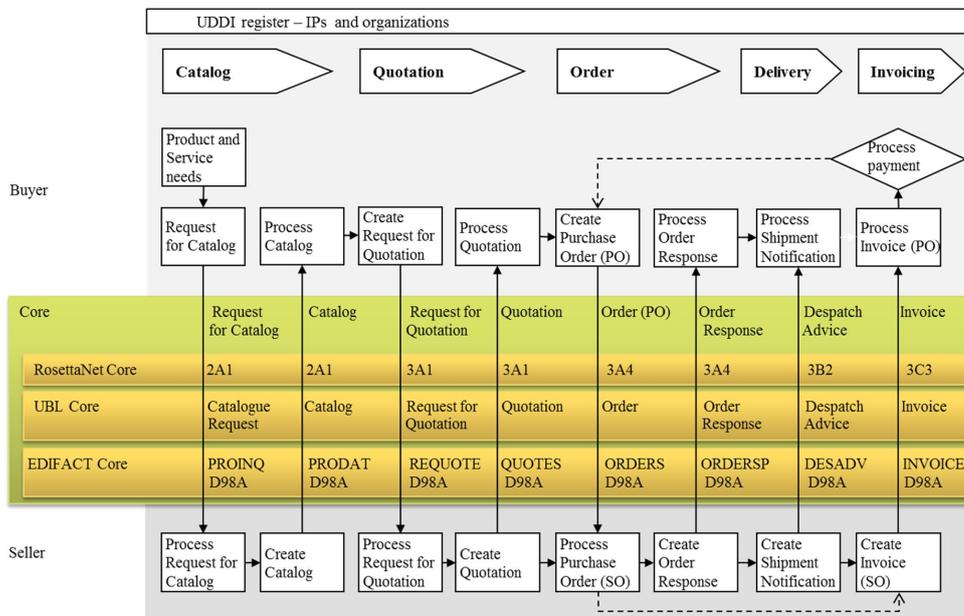 UDDI register – IPs and organizations
Catalog
Quotation
Order
Delivery
Invoicing
Buyer
Product and
Service
needs
Process
payment
Request
for Catalog
Process
Catalog
Create
Request for
Quotation
Process
Quotation
Create
Purchase
Order (PO)
Process
Order
Response
Process
Shipment
Notification
Process
Invoice (PO)
Core
Request
for Catalog
Catalog
Request for
Quotation
Quotation
Order (PO)
Order
Response
Despatch
Advice
Invoice
RosettaNet Core
2A1
2A1
3A1
3A1
3A4
3A4
3B2
3C3
UBL Core
Catalogue
Request
Catalog
Request for
Quotation
Quotation
Order
Order
Response
Despatch
Advice
Invoice
EDIFACT Core
PROINQ
D98A
PRODAT
D98A
REQUOTE
D98A
QUOTES
D98A
ORDERS
D98A
ORDERSP
D98A
DESADV
D98A
INVOICE
D98A
Seller
Process
Request for
Catalog
Create
Catalog
Process
Request for
Quotation
Create
Quotation
Process
Purchase
Order (SO)
Create
Order
Response
Create
Shipment
Notification
Create
Invoice
(SO)